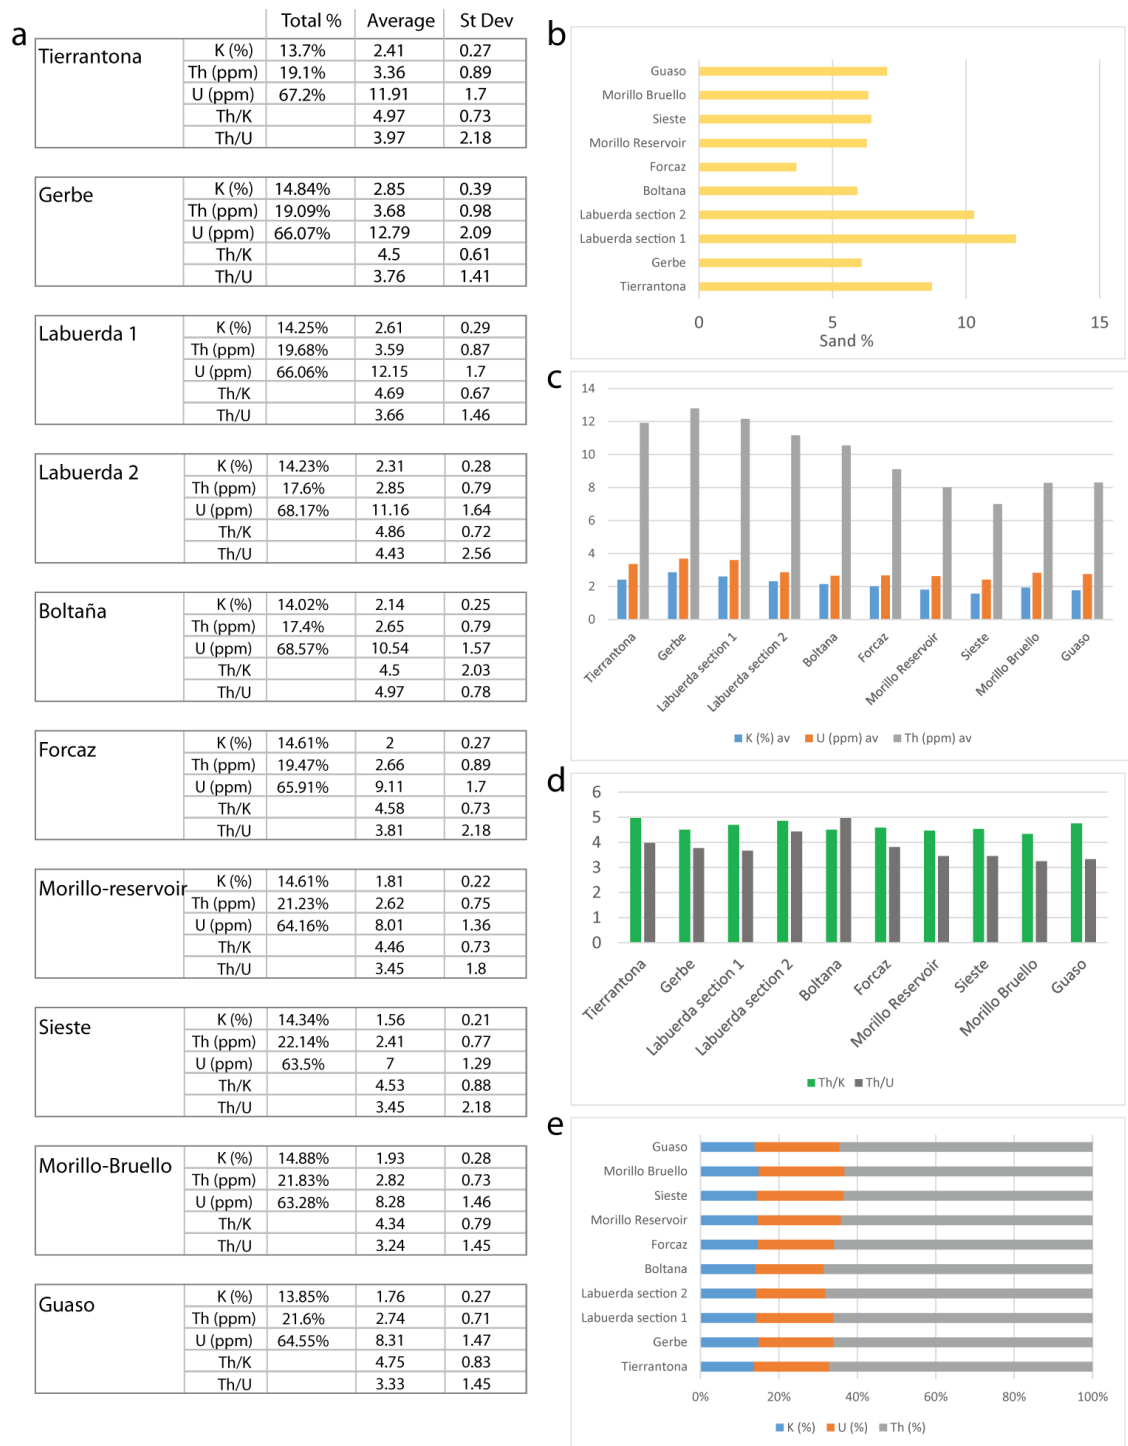 a
Total % Average St Dev
Tierrantona
K (%) 13.7% 2.41 0.27
Th (ppm) 19.1% 3.36 0.89
U (ppm) 67.2% 11.91 1.7
Th/K 4.97 0.73
Th/U 3.97 2.18
Gerbe
K (%) 14.84% 2.85 0.39
Th (ppm) 19.09% 3.68 0.98
U (ppm) 66.07% 12.79 2.09
Th/K 4.5 0.61
Th/U 3.76 1.41
Labuerda 1
K (%) 14.25% 2.61 0.29
Th (ppm) 19.68% 3.59 0.87
U (ppm) 66.06% 12.15 1.7
Th/K 4.69 0.67
Th/U 3.66 1.46
Labuerda 2
K (%) 14.23% 2.31 0.28
Th (ppm) 17.6% 2.85 0.79
U (ppm) 68.17% 11.16 1.64
Th/K 4.86 0.72
Th/U 4.43 2.56
Boltaña
K (%) 14.02% 2.14 0.25
Th (ppm) 17.4% 2.65 0.79
U (ppm) 68.57% 10.54 1.57
Th/K 4.5 2.03
Th/U 4.97 0.78
Forcaz
K (%) 14.61% 2 0.27
Th (ppm) 19.47% 2.66 0.89
U (ppm) 65.91% 9.11 1.7
Th/K 4.58 0.73
Th/U 3.81 2.18
Morillo-reservoir
K (%) 14.61% 1.81 0.22
Th (ppm) 21.23% 2.62 0.75
U (ppm) 64.16% 8.01 1.36
Th/K 4.46 0.73
Th/U 3.45 1.8
Sieste
K (%) 14.34% 1.56 0.21
Th (ppm) 22.14% 2.41 0.77
U (ppm) 63.5% 7 1.29
Th/K 4.53 0.88
Th/U 3.45 2.18
Morillo-Bruello
K (%) 14.88% 1.93 0.28
Th (ppm) 21.83% 2.82 0.73
U (ppm) 63.28% 8.28 1.46
Th/K 4.34 0.79
Th/U 3.24 1.45
Guaso
K (%) 13.85% 1.76 0.27
Th (ppm) 21.6% 2.74 0.71
U (ppm) 64.55% 8.31 1.47
Th/K 4.75 0.83
Th/U 3.33 1.45
b
Guaso
Morillo Bruello
Sieste
Morillo Reservoir
Forcaz
Boltana
Labuerda section 2
Labuerda section 1
Gerbe
Tierrantona
0 5 10 15
Sand %
c
14
12
10
8
6
4
2
0
Tierrantona
Gerbe
Labuerda section 1
Labuerda section 2
Boltana
Forcaz
Morillo Reservoir
Sieste
Morillo Bruello
Guaso
K (%) av U (ppm) av Th (ppm) av
d
6
5
4
3
2
1
0
Tierrantona
Gerbe
Labuerda section 1
Labuerda section 2
Boltana
Forcaz
Morillo Reservoir
Sieste
Morillo Bruello
Guaso
Th/K Th/U
e
Guaso
Morillo Bruello
Sieste
Morillo Reservoir
Forcaz
Boltana
Labuerda section 2
Labuerda section 1
Gerbe
Tierrantona
0% 20% 40% 60% 80% 100%
K (%) U (%) Th (%)